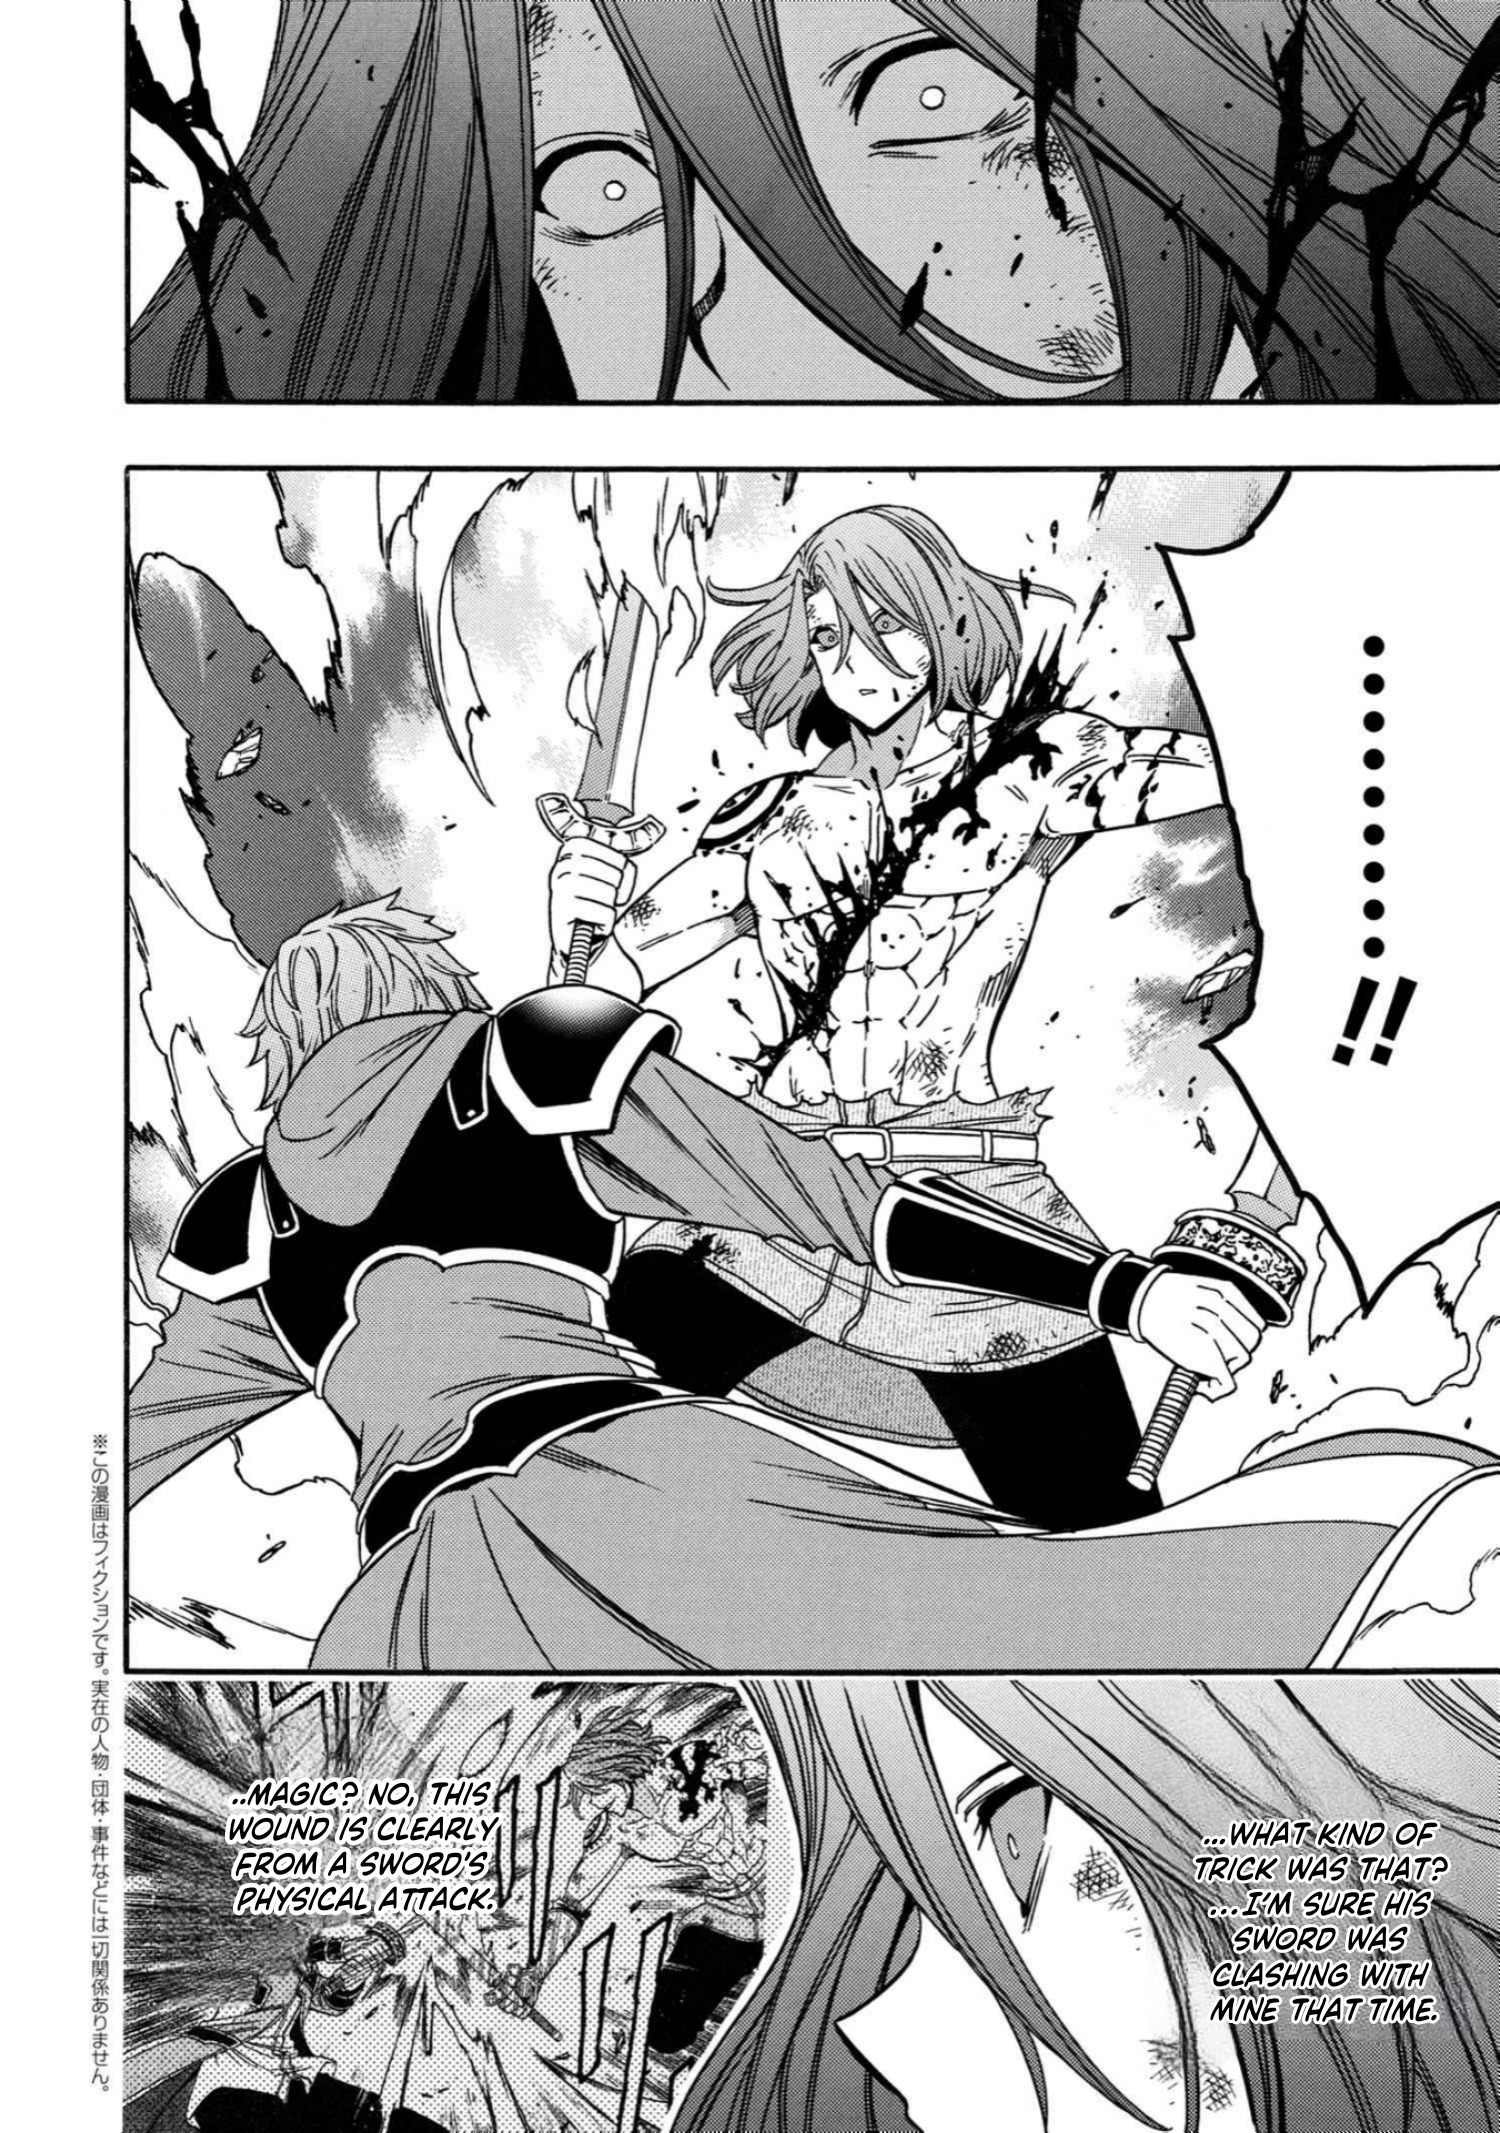 ・・・・・・・・・!!
...WHAT KIND OF
TRICK WAS THAT?
...I'M SURE HIS
SWORD WAS
CLASHING WITH
MINE THAT TIME.
..MAGIC? NO, THIS
WOUND IS CLEARLY
FROM A SWORD'S
PHYSICAL ATTACK.
※この漫画はフィクションです。実在の人物・団体・事件などには一切関係ありません。